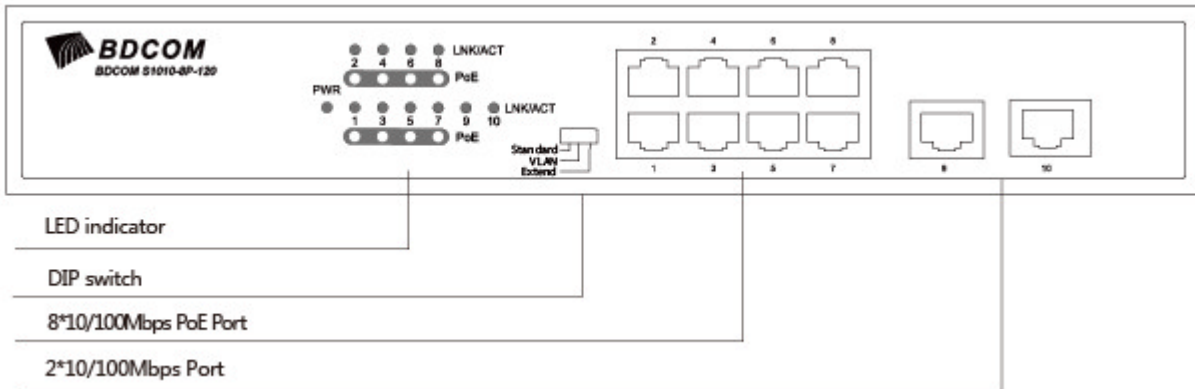 BDCOM
BDCOM S1010-8P-120
LNK/ACT
2 4 6 8
PoE
PWR
LNK/ACT
1 3 5 7 9 10
PoE
Standard
VLAN
Extend
2 4 6 8
1 3 5 7 9 10
LED indicator
DIP switch
8*10/100Mbps PoE Port
2*10/100Mbps Port